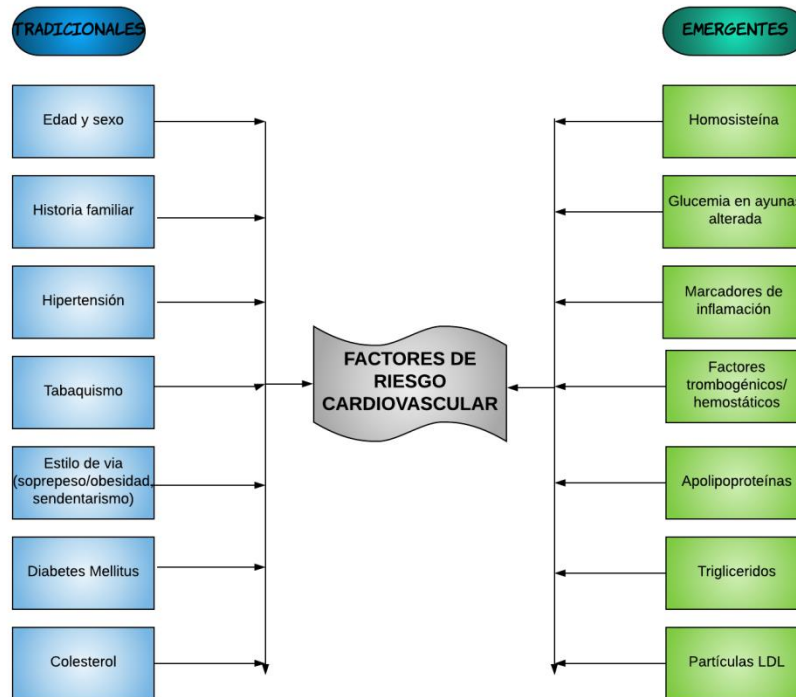 TRADICIONALES
Edad y sexo
Historia familiar
Hipertensión
Tabaquismo
Estilo de via
(soprepeso/obesidad,
sendentarismo)
Diabetes Mellitus
Colesterol
FACTORES DE
RIESGO
CARDIOVASCULAR
EMERGENTES
Homosisteína
Glucemia en ayunas
alterada
Marcadores de
inflamación
Factores
trombogénicos/
hemostáticos
Apolipoproteínas
Trigliceridos
Partículas LDL